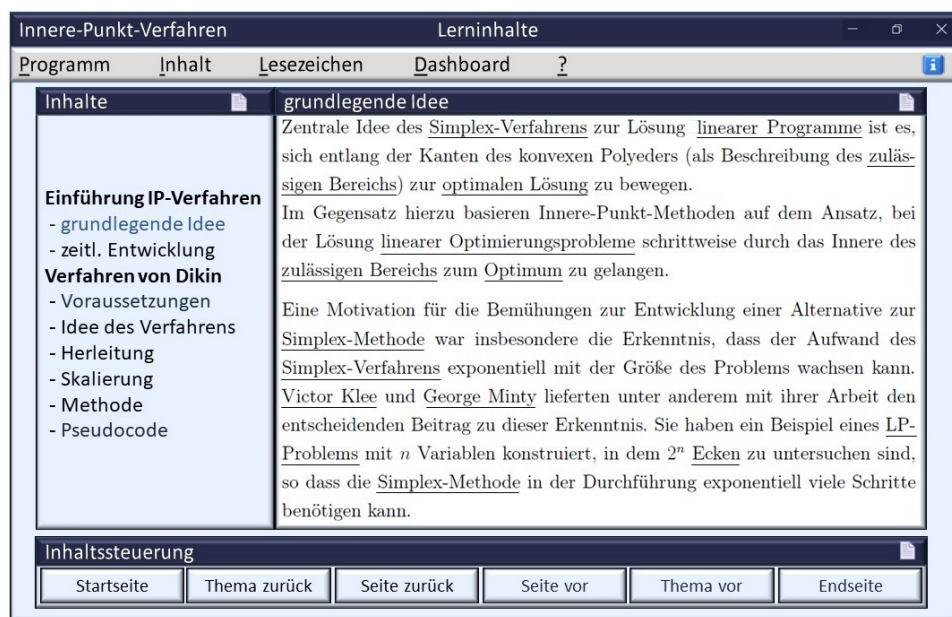 Innere-Punkt-Verfahren Lerninhalte
Programm Inhalt Lesezeichen Dashboard ?
i
Inhalte
Einführung IP-Verfahren
- grundlegende Idee
- zeitl. Entwicklung
Verfahren von Dikin
- Voraussetzungen
- Idee des Verfahrens
- Herleitung
- Skalierung
- Methode
- Pseudocode
grundlegende Idee
Zentrale Idee des Simplex-Verfahrens zur Lösung linearer Programme ist es,
sich entlang der Kanten des konvexen Polyeders (als Beschreibung des zuläs-
sigen Bereichs) zur optimalen Lösung zu bewegen.
Im Gegensatz hierzu basieren Innere-Punkt-Methoden auf dem Ansatz, bei
der Lösung linearer Optimierungsprobleme schrittweise durch das Innere des
zulässigen Bereichs zum Optimum zu gelangen.
Eine Motivation für die Bemühungen zur Entwicklung einer Alternative zur
Simplex-Methode war insbesondere die Erkenntnis, dass der Aufwand des
Simplex-Verfahrens exponentiell mit der Größe des Problems wachsen kann.
Victor Klee und George Minty lieferten unter anderem mit ihrer Arbeit den
entscheidenden Beitrag zu dieser Erkenntnis. Sie haben ein Beispiel eines LP-
Problems mit n Variablen konstruiert, in dem 2ⁿ Ecken zu untersuchen sind,
so dass die Simplex-Methode in der Durchführung exponentiell viele Schritte
benötigen kann.
Inhaltssteuerung
Startseite Thema zurück Seite zurück Seite vor Thema vor Endseite